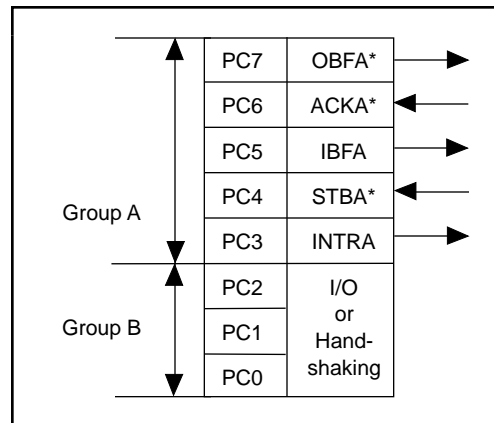 PC7 OBFA*
PC6 ACKA*
PC5 IBFA
PC4 STBA*
Group A
PC3 INTRA
PC2 I/O
or
Group B
PC1 Hand-
shaking
PC0